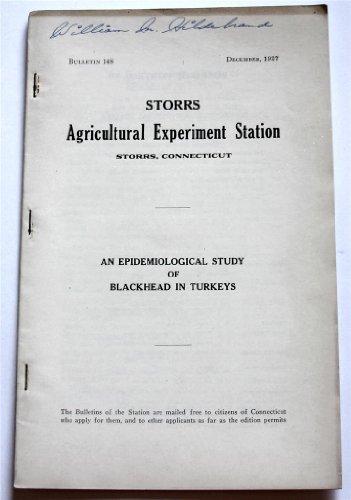 William M. Hildebrand
BULLETIN 148
DECEMBER, 1927
STORRS
Agricultural Experiment Station
STORRS, CONNECTICUT
AN EPIDEMIOLOGICAL STUDY
OF
BLACKHEAD IN TURKEYS
The Bulletins of the Station are mailed free to citizens of Connecticut
who apply for them, and to other applicants as far as the edition permits